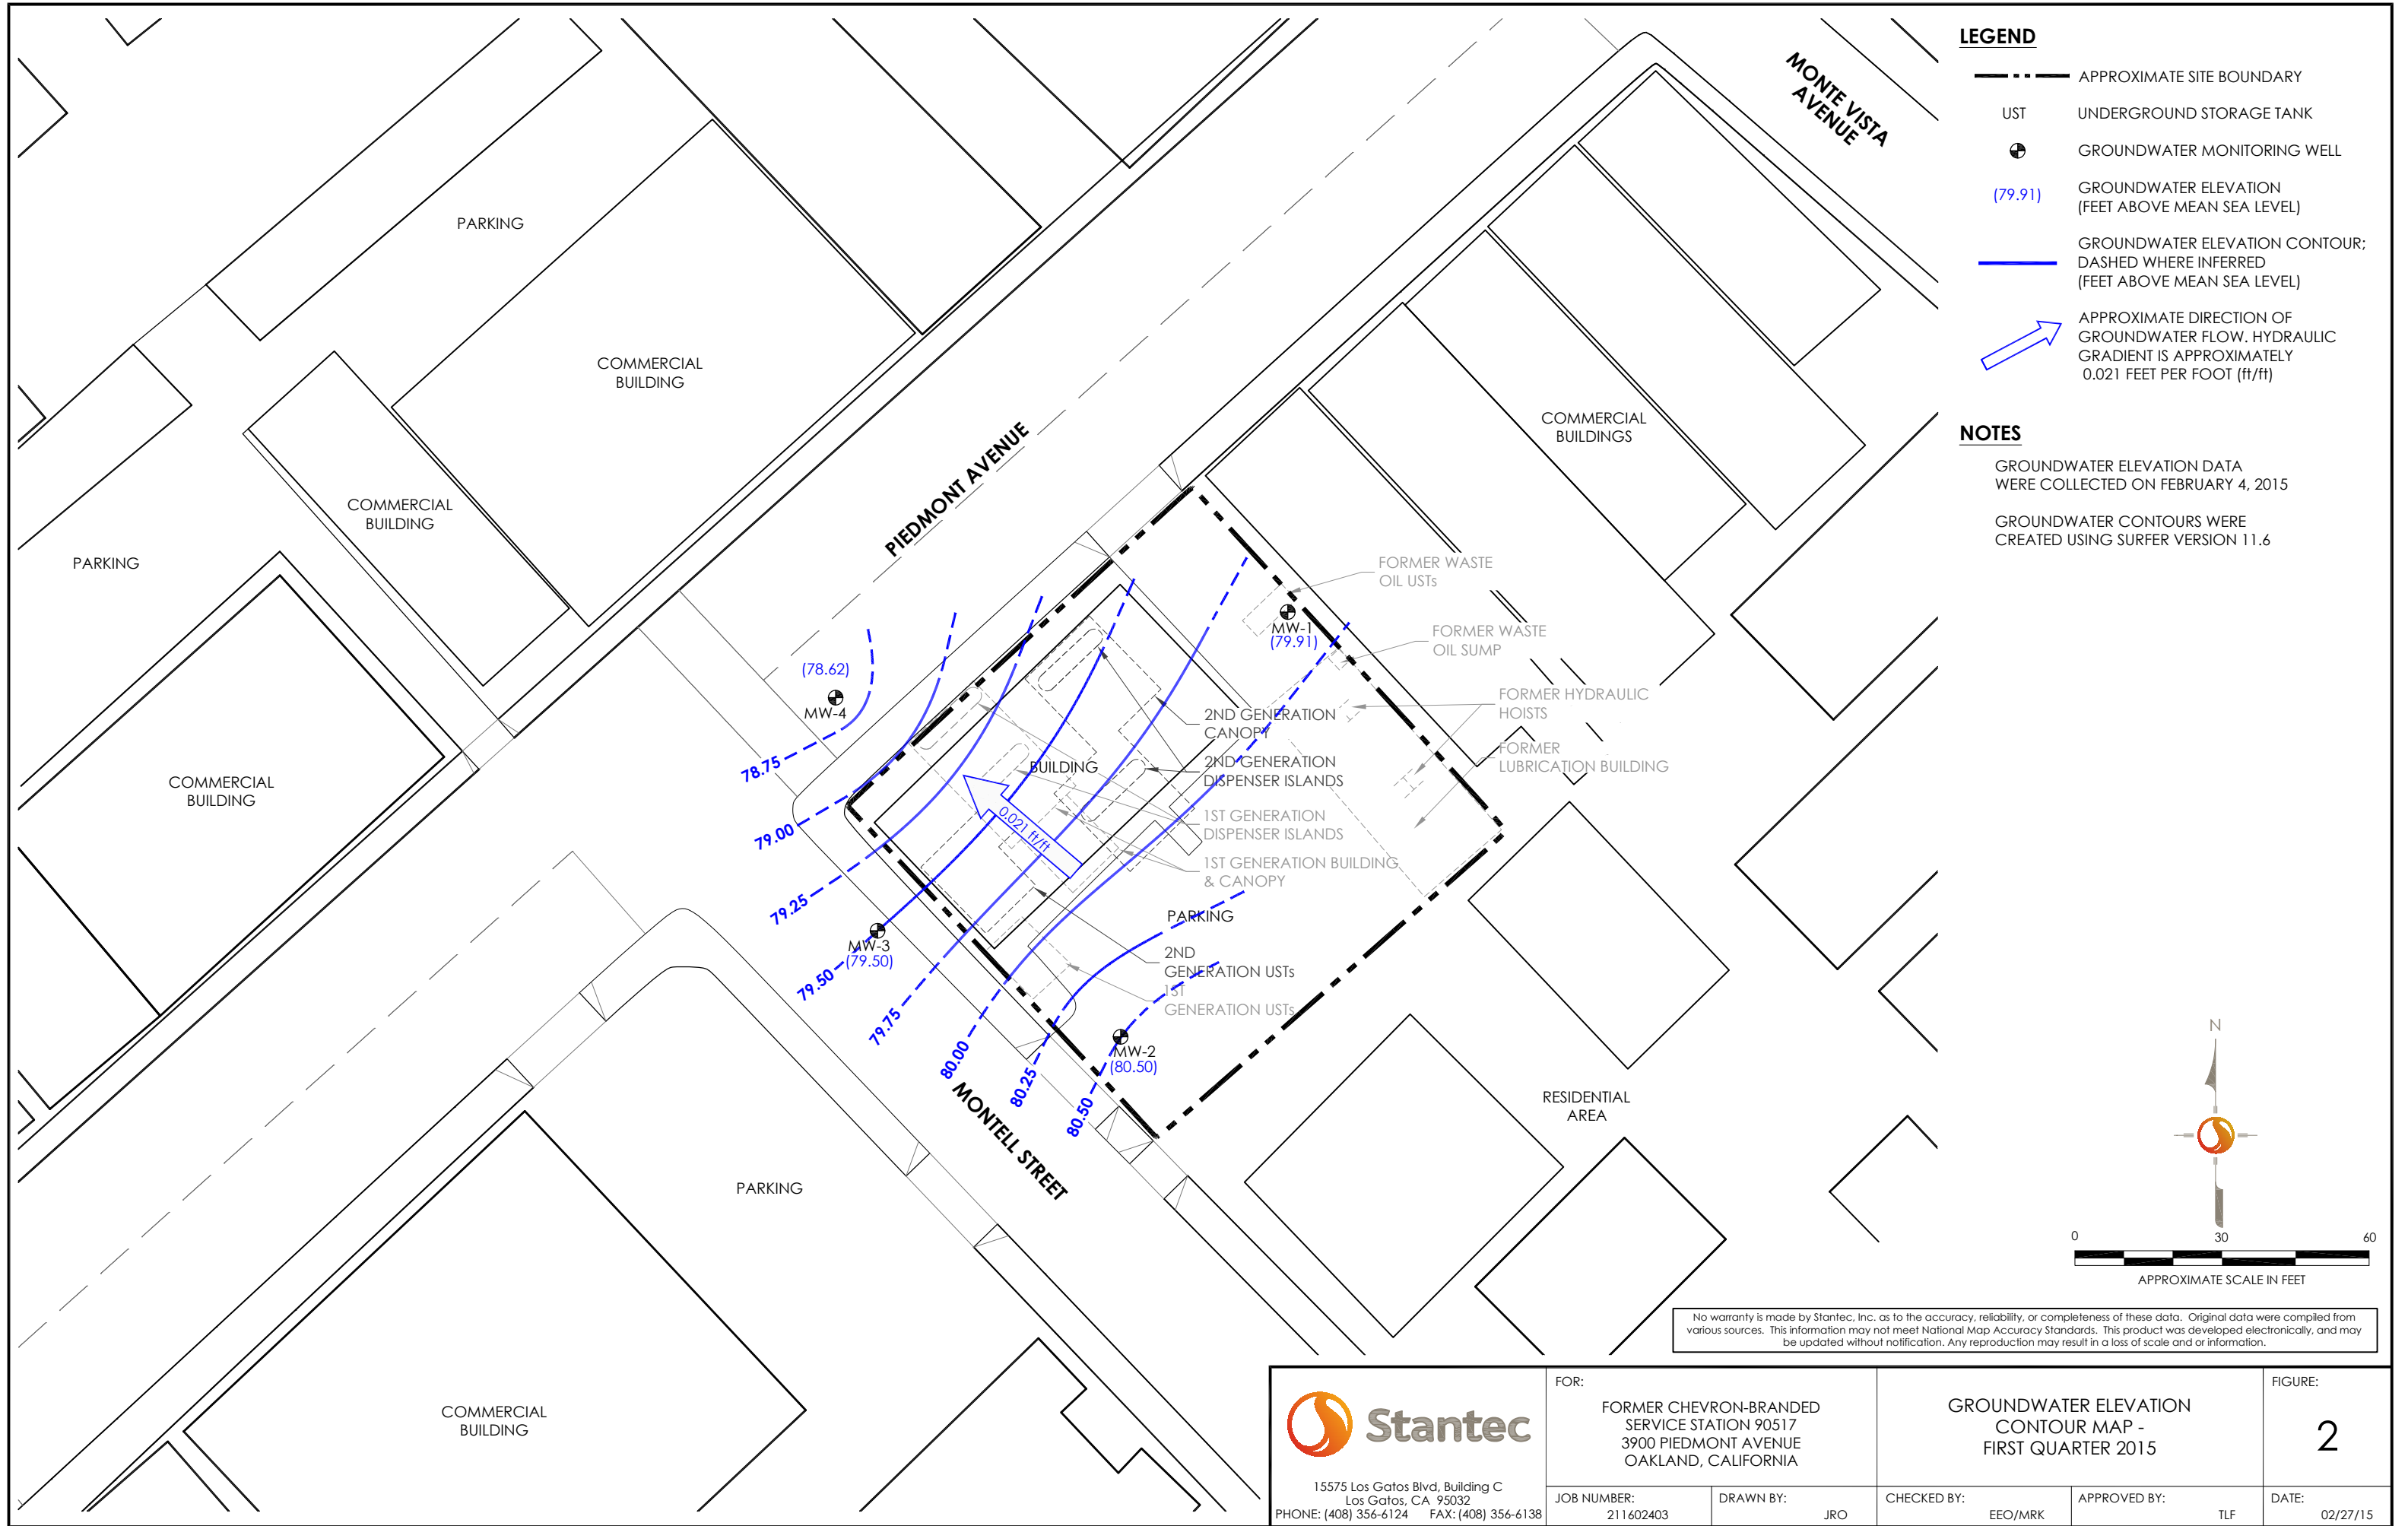 LEGEND
APPROXIMATE SITE BOUNDARY
UST
UNDERGROUND STORAGE TANK
GROUNDWATER MONITORING WELL
(79.91)
GROUNDWATER ELEVATION
(FEET ABOVE MEAN SEA LEVEL)
GROUNDWATER ELEVATION CONTOUR;
DASHED WHERE INFERRED
(FEET ABOVE MEAN SEA LEVEL)
APPROXIMATE DIRECTION OF
GROUNDWATER FLOW. HYDRAULIC
GRADIENT IS APPROXIMATELY
0.021 FEET PER FOOT (ft/ft)
NOTES
GROUNDWATER ELEVATION DATA
WERE COLLECTED ON FEBRUARY 4, 2015
GROUNDWATER CONTOURS WERE
CREATED USING SURFER VERSION 11.6
MONTE VISTA
AVENUE
PARKING
COMMERCIAL
BUILDING
COMMERCIAL
BUILDING
PARKING
COMMERCIAL
BUILDING
PIEDMONT AVENUE
COMMERCIAL
BUILDINGS
FORMER WASTE
OIL USTs
MW-1
(79.91)
FORMER WASTE
OIL SUMP
FORMER HYDRAULIC
HOISTS
FORMER
LUBRICATION BUILDING
(78.62)
MW-4
2ND GENERATION
CANOPY
BUILDING
2ND GENERATION
DISPENSER ISLANDS
1ST GENERATION
DISPENSER ISLANDS
1ST GENERATION BUILDING
& CANOPY
0.021 ft/ft
PARKING
2ND
GENERATION USTs
1ST
GENERATION USTs
MW-3
(79.50)
MW-2
(80.50)
78.75
79.00
79.25
79.50
79.75
80.00
80.25
80.50
MONTELL STREET
PARKING
RESIDENTIAL
AREA
COMMERCIAL
BUILDING
N
0
30
60
APPROXIMATE SCALE IN FEET
No warranty is made by Stantec, Inc. as to the accuracy, reliability, or completeness of these data. Original data were compiled from
various sources. This information may not meet National Map Accuracy Standards. This product was developed electronically, and may
be updated without notification. Any reproduction may result in a loss of scale and or information.
Stantec
15575 Los Gatos Blvd, Building C
Los Gatos, CA 95032
PHONE: (408) 356-6124 FAX: (408) 356-6138
FOR:
FORMER CHEVRON-BRANDED
SERVICE STATION 90517
3900 PIEDMONT AVENUE
OAKLAND, CALIFORNIA
GROUNDWATER ELEVATION
CONTOUR MAP -
FIRST QUARTER 2015
FIGURE:
2
JOB NUMBER:
211602403
DRAWN BY:
JRO
CHECKED BY:
EEO/MRK
APPROVED BY:
TLF
DATE:
02/27/15